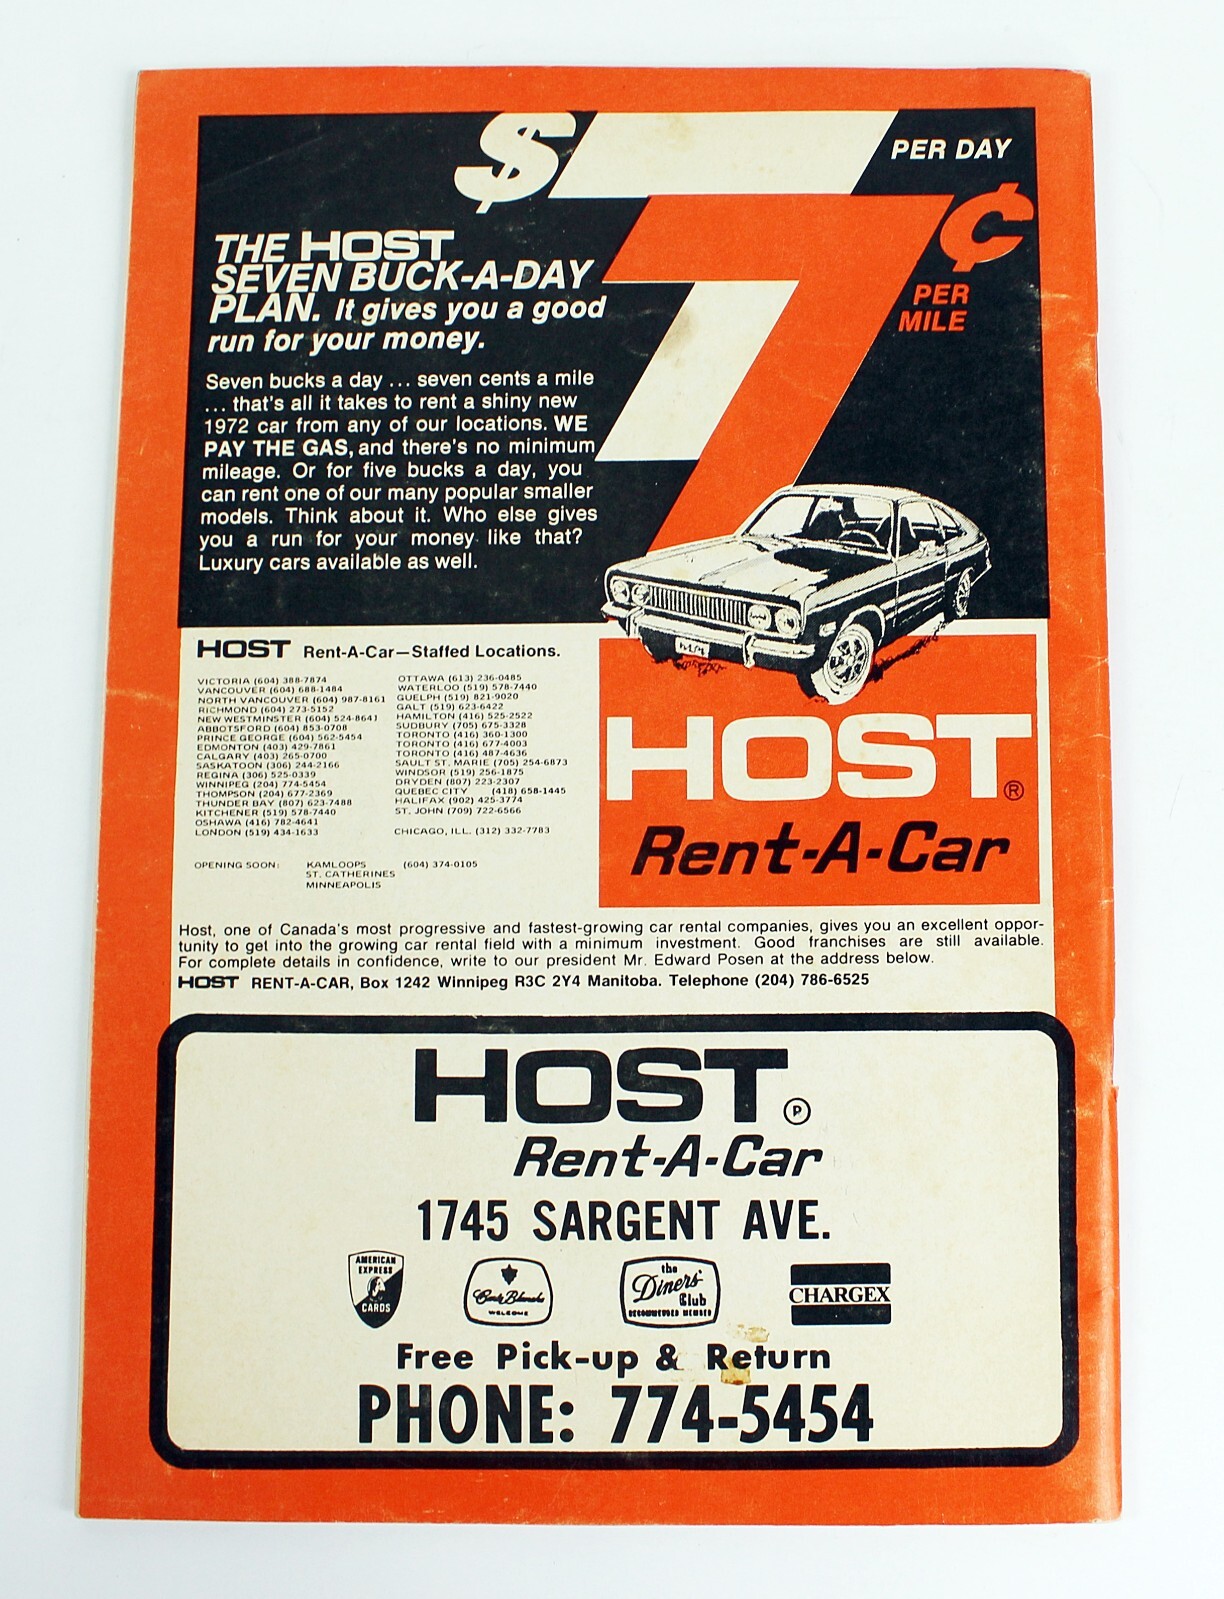 $7 PER DAY
7¢ PER
MILE
THE HOST
SEVEN BUCK-A-DAY
PLAN. It gives you a good
run for your money.
Seven bucks a day ... seven cents a mile
... that's all it takes to rent a shiny new
1972 car from any of our locations. WE
PAY THE GAS, and there's no minimum
mileage. Or for five bucks a day, you
can rent one of our many popular smaller
models. Think about it. Who else gives
you a run for your money like that?
Luxury cars available as well.
HOST Rent-A-Car—Staffed Locations.
VICTORIA (604) 388-7874
VANCOUVER (604) 688-1484
NORTH VANCOUVER (604) 987-8161
RICHMOND (604) 273-5152
NEW WESTMINSTER (604) 524-8641
ABBOTSFORD (604) 853-0708
PRINCE GEORGE (604) 562-5454
EDMONTON (403) 429-7861
CALGARY (403) 265-0700
SASKATOON (306) 244-2166
REGINA (306) 525-0339
WINNIPEG (204) 774-5454
THOMPSON (204) 677-2369
THUNDER BAY (807) 623-7488
KITCHENER (519) 578-7440
OSHAWA (416) 782-4641
LONDON (519) 434-1633
OTTAWA (613) 236-0485
WATERLOO (519) 578-7440
GUELPH (519) 821-9020
GALT (519) 623-6422
HAMILTON (416) 525-2522
SUDBURY (705) 675-3328
TORONTO (416) 360-1300
TORONTO (416) 677-4003
TORONTO (416) 487-4636
SAULT ST. MARIE (705) 254-6873
WINDSOR (519) 256-1875
DRYDEN (807) 223-2307
QUEBEC CITY (418) 658-1445
HALIFAX (902) 425-3774
ST. JOHN (709) 722-6566
CHICAGO, ILL. (312) 332-7783
OPENING SOON: KAMLOOPS (604) 374-0105
ST. CATHERINES
MINNEAPOLIS
HOST ®
Rent-A-Car
Host, one of Canada's most progressive and fastest-growing car rental companies, gives you an excellent oppor-
tunity to get into the growing car rental field with a minimum investment. Good franchises are still available.
For complete details in confidence, write to our president Mr. Edward Posen at the address below.
HOST RENT-A-CAR, Box 1242 Winnipeg R3C 2Y4 Manitoba. Telephone (204) 786-6525
HOST Ⓟ
Rent-A-Car
1745 SARGENT AVE.
AMERICAN
EXPRESS
CARDS
Carte Blanche
WELCOME
the
Diners'
Club
RECOMMENDED MEMBER
CHARGEX
Free Pick-up & Return
PHONE: 774-5454